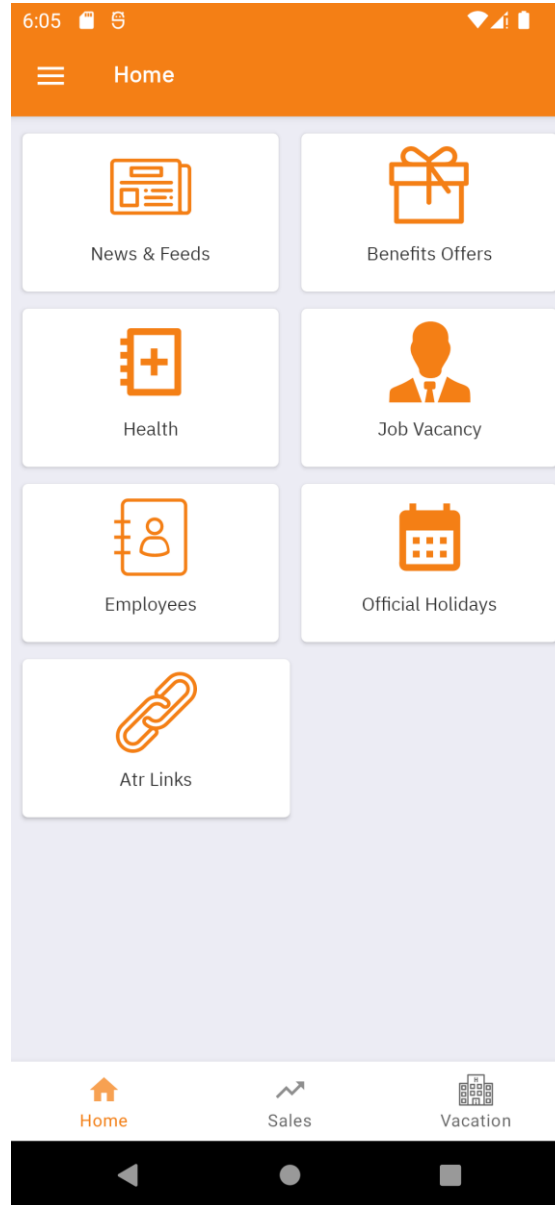 6:05
Home
News & Feeds
Benefits Offers
Health
Job Vacancy
Employees
Official Holidays
Atr Links
Home
Sales
Vacation